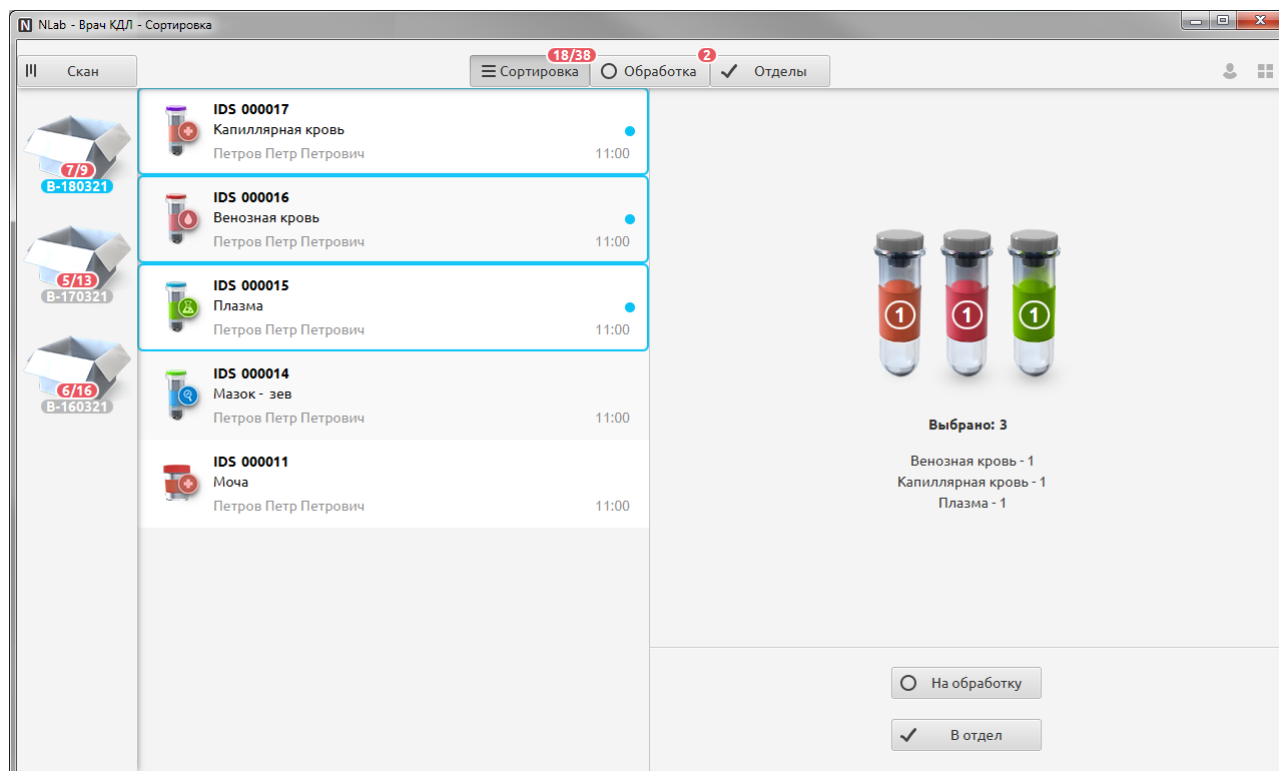 NLab - Врач КДЛ - Сортировка
Скан
Сортировка
18/38
Обработка
2
Отделы
7/9
B-180321
5/13
B-170321
6/16
B-160321
IDS 000017
Капиллярная кровь
Петров Петр Петрович 11:00
IDS 000016
Венозная кровь
Петров Петр Петрович 11:00
IDS 000015
Плазма
Петров Петр Петрович 11:00
IDS 000014
Мазок - зев
Петров Петр Петрович 11:00
IDS 000011
Моча
Петров Петр Петрович 11:00
1 1 1
Выбрано: 3
Венозная кровь - 1
Капиллярная кровь - 1
Плазма - 1
На обработку
В отдел